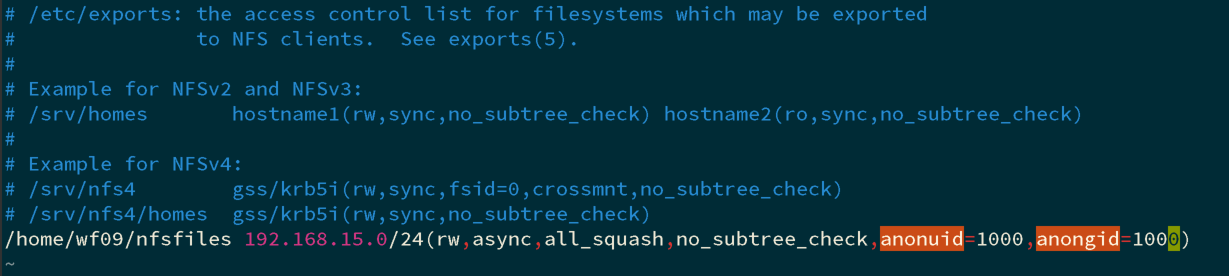 # /etc/exports: the access control list for filesystems which may be exported
#               to NFS clients.  See exports(5).
#
# Example for NFSv2 and NFSv3:
# /srv/homes       hostname1(rw,sync,no_subtree_check) hostname2(ro,sync,no_subtree_check)
#
# Example for NFSv4:
# /srv/nfs4        gss/krb5i(rw,sync,fsid=0,crossmnt,no_subtree_check)
# /srv/nfs4/homes  gss/krb5i(rw,sync,no_subtree_check)
/home/wf09/nfsfiles 192.168.15.0/24(rw,async,all_squash,no_subtree_check,anonuid=1000,anongid=1000)
~